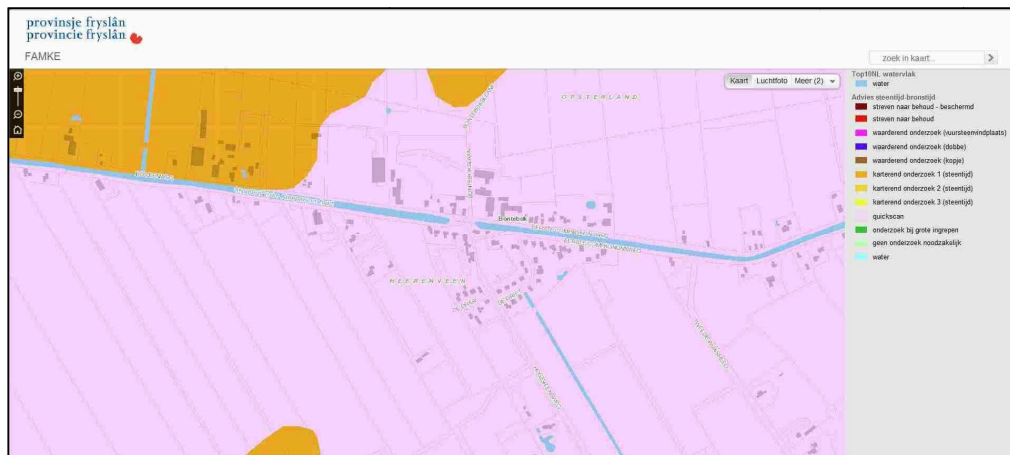 provinsje fryslân
provincie fryslân
FAMKE
zoek in kaart...
Kaart Luchtfoto Meer (2)
OPSTERLAND
Bontebok
HEERENVEEN
Top10NL watervlak
water
Advies steentijd-bronstijd
streven naar behoud - beschermd
streven naar behoud
waarderend onderzoek (vuursteenvindplaats)
waarderend onderzoek (dobbe)
waarderend onderzoek (kopje)
karterend onderzoek 1 (steentijd)
karterend onderzoek 2 (steentijd)
karterend onderzoek 3 (steentijd)
quickscan
onderzoek bij grote ingrepen
geen onderzoek noodzakelijk
water